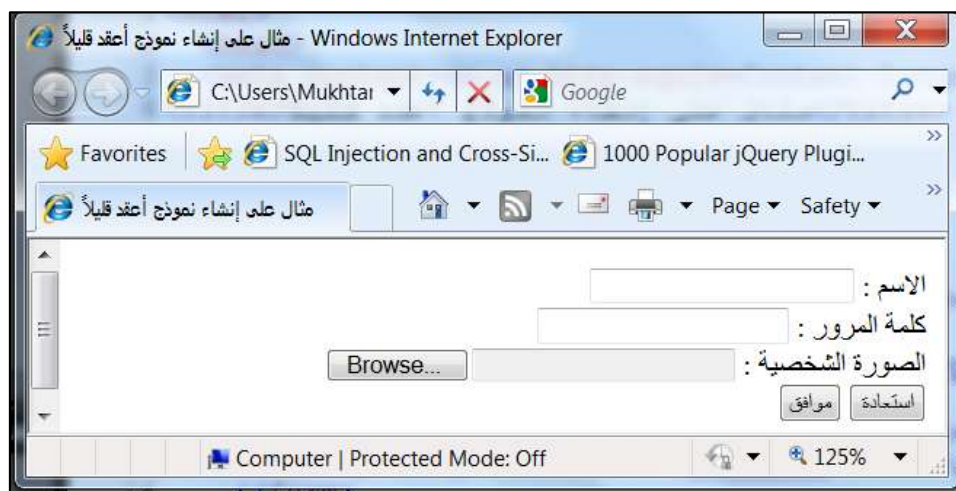 مثال على إنشاء نموذج أعقد قليلاً - Windows Internet Explorer
C:\Users\Mukhtar Google
Favorites SQL Injection and Cross-Si... 1000 Popular jQuery Plugi...
مثال على إنشاء نموذج أعقد قليلاً Page Safety
الاسم :
كلمة المرور :
الصورة الشخصية : Browse...
استعادة موافق
Computer | Protected Mode: Off 125%